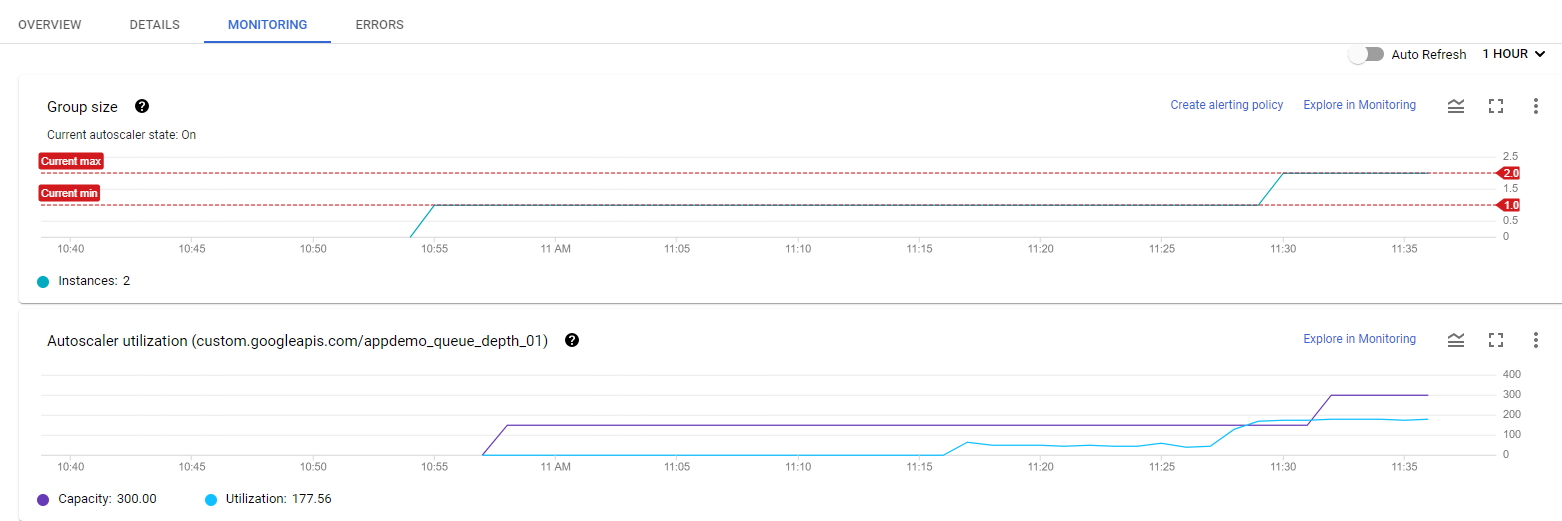 OVERVIEW DETAILS MONITORING ERRORS
Auto Refresh 1 HOUR
Group size ? Create alerting policy Explore in Monitoring
Current autoscaler state: On
Current max 2.5
2.0
Current min 1.5
1.0
0.5
0
10:40 10:45 10:50 10:55 11 AM 11:05 11:10 11:15 11:20 11:25 11:30 11:35
Instances: 2
Autoscaler utilization (custom.googleapis.com/appdemo_queue_depth_01) ? Explore in Monitoring
400
300
200
100
0
10:40 10:45 10:50 10:55 11 AM 11:05 11:10 11:15 11:20 11:25 11:30 11:35
Capacity: 300.00 Utilization: 177.56